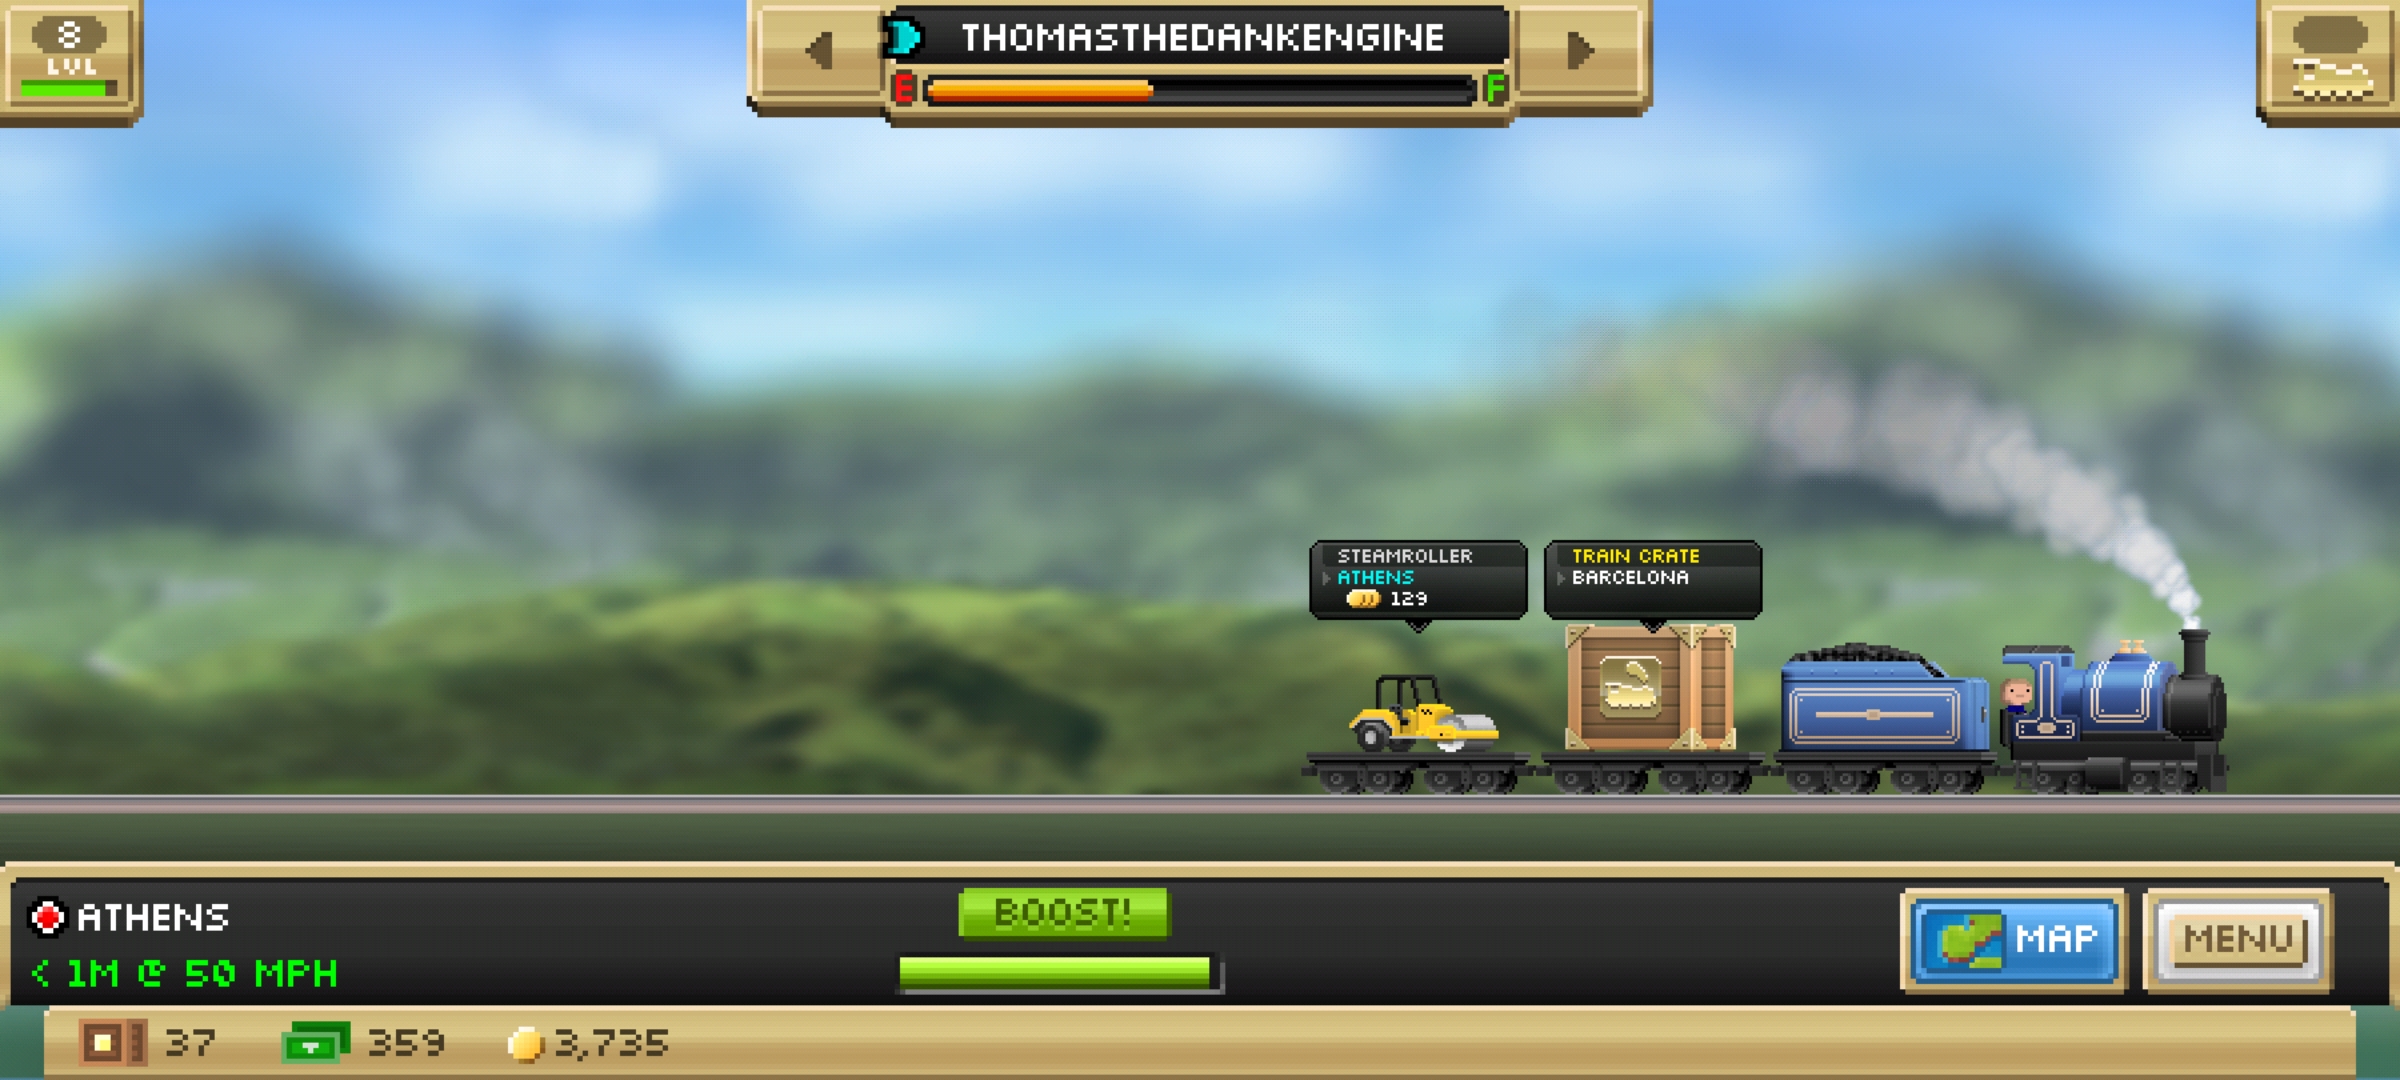 8
LVL
THOMASTHEDANKENGINE
E F
STEAMROLLER
ATHENS
129
TRAIN CRATE
BARCELONA
ATHENS
< 1M @ 50 MPH
BOOST!
MAP
MENU
37
359
3,735